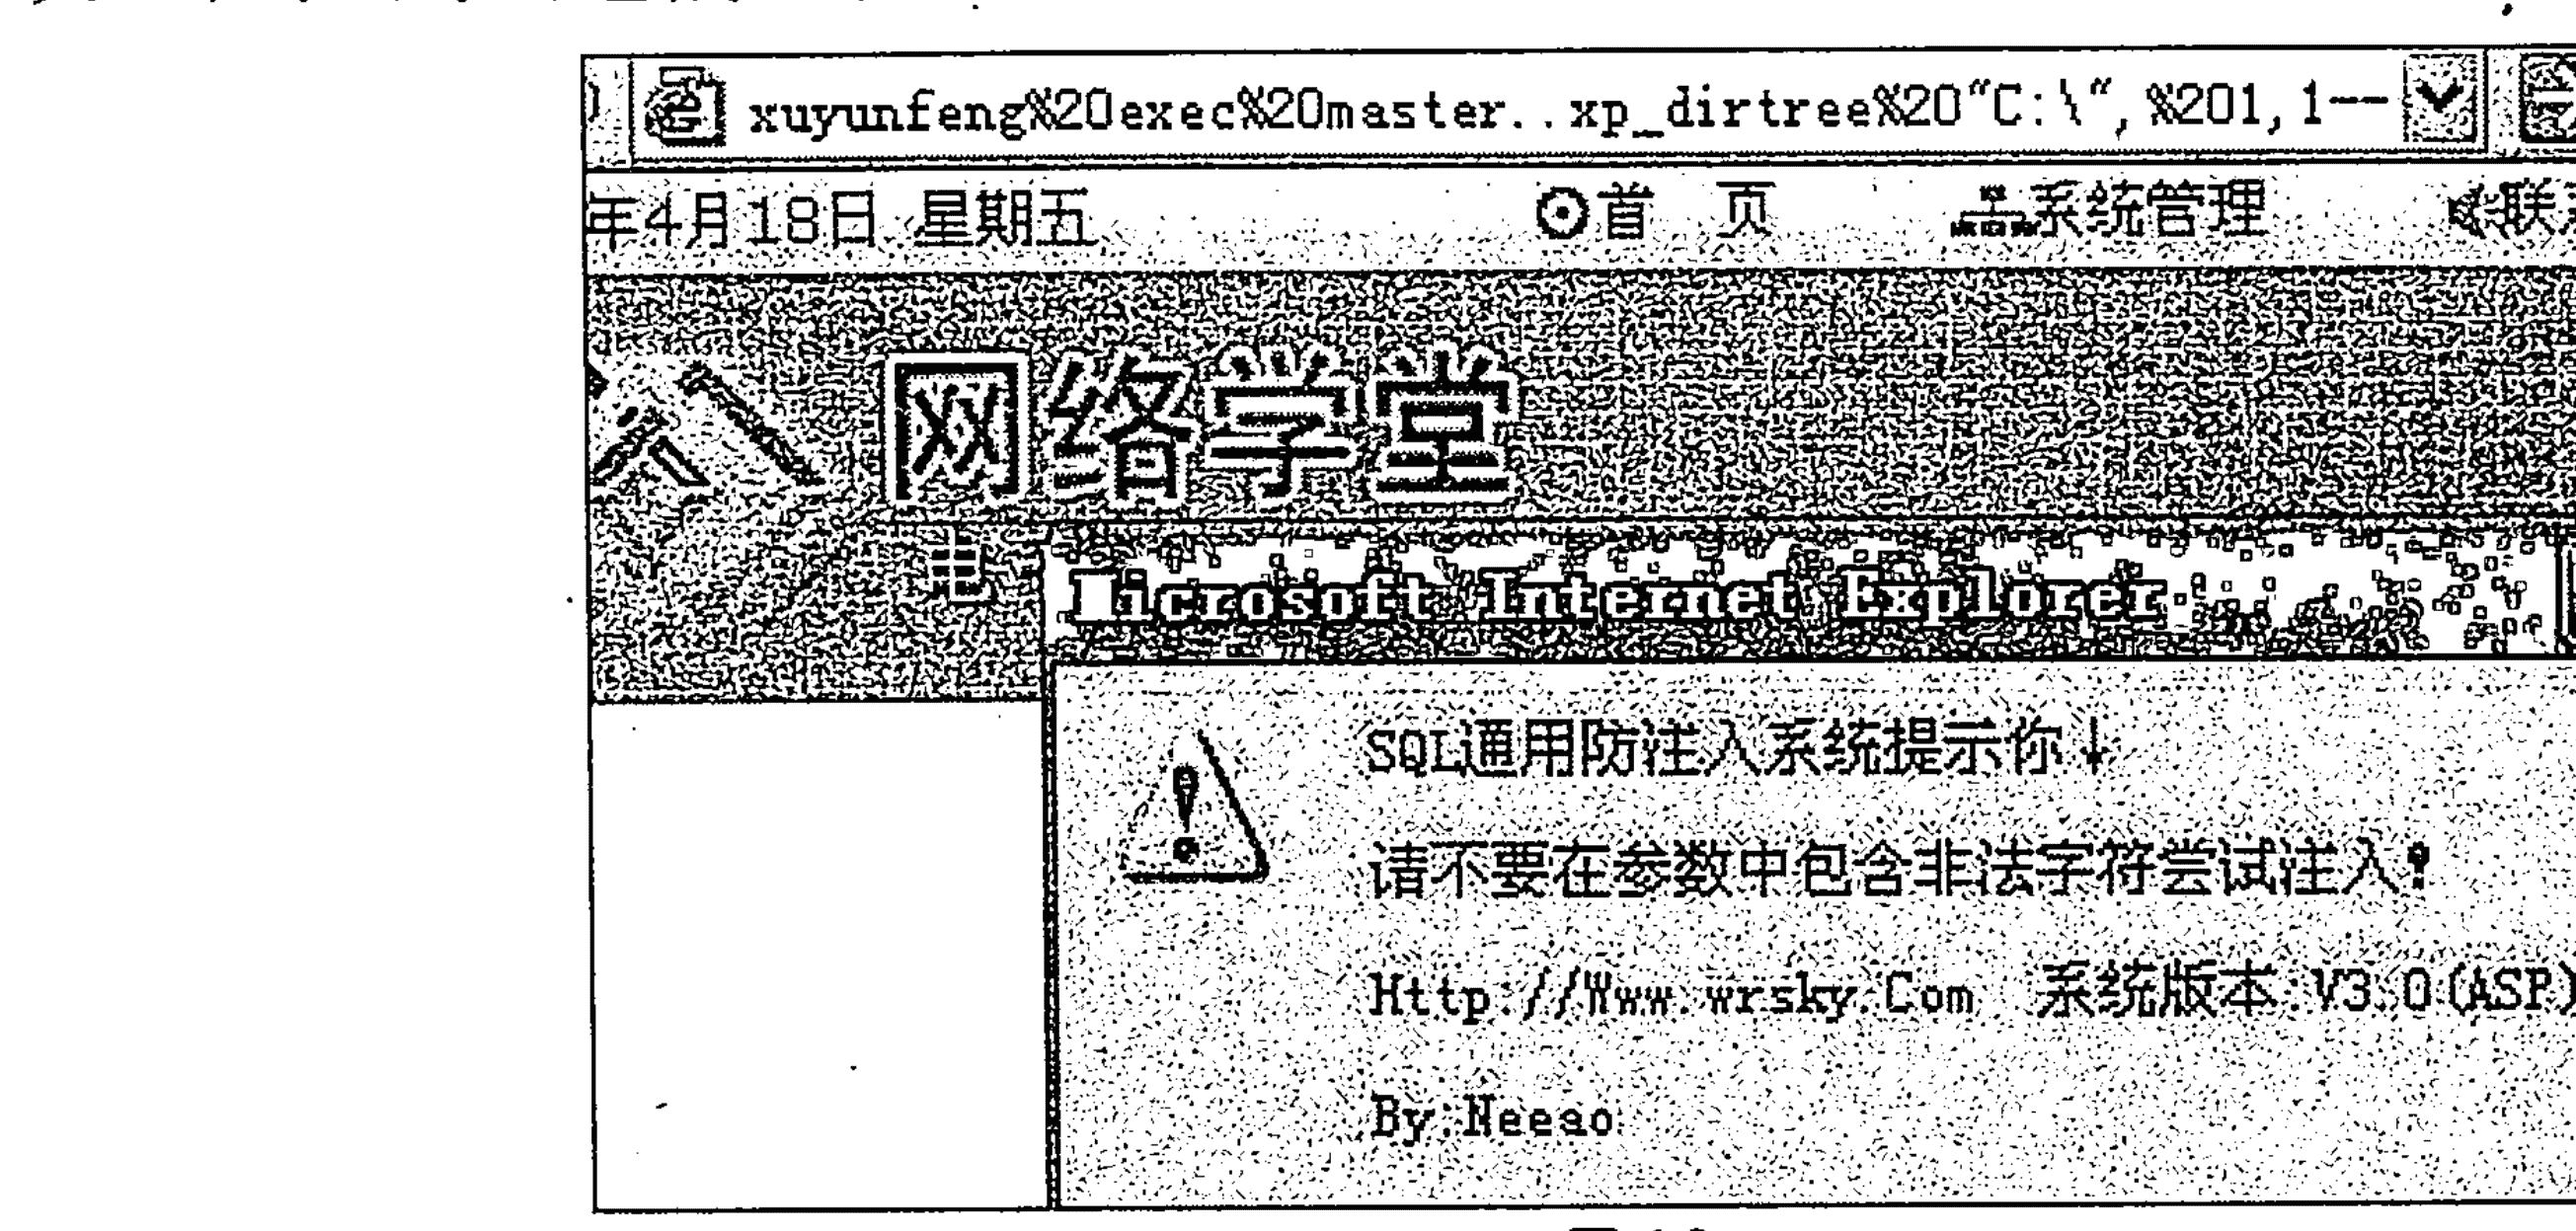 xuyunfeng%20exec%20master..xp_dirtree%20"C:\",%201,1--
年4月18日 星期五 首 页 系统管理 联
网络学堂
电
Microsoft Internet Explorer
SQL通用防注入系统提示你↓
请不要在参数中包含非法字符尝试注入!
Http://Www.wrsky.Com 系统版本:V3.0(ASP)
By:Neeao